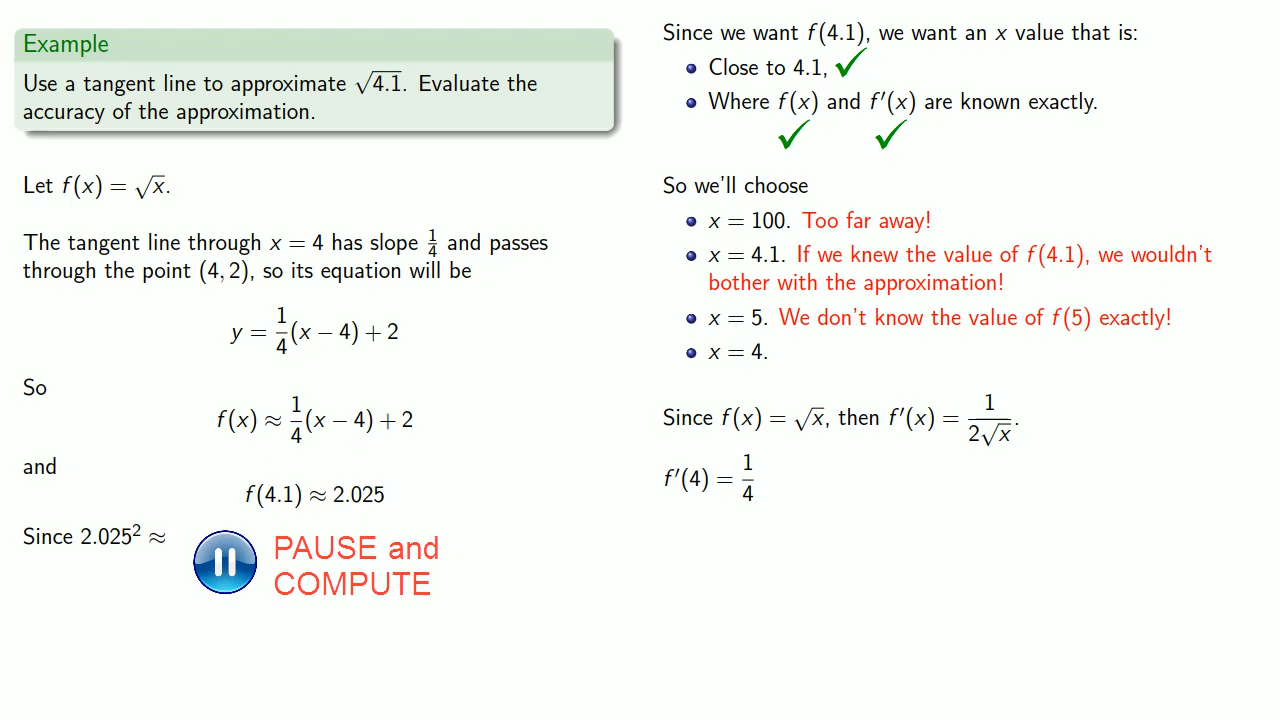 Example
Use a tangent line to approximate √4.1. Evaluate the
accuracy of the approximation.
Let f(x) = √x.
The tangent line through x = 4 has slope 1/4 and passes
through the point (4, 2), so its equation will be
y = 1/4(x − 4) + 2
So
f(x) ≈ 1/4(x − 4) + 2
and
f(4.1) ≈ 2.025
Since 2.025² ≈
PAUSE and
COMPUTE
Since we want f(4.1), we want an x value that is:
• Close to 4.1, ✓
• Where f(x) and f′(x) are known exactly.
✓ ✓
So we'll choose
• x = 100. Too far away!
• x = 4.1. If we knew the value of f(4.1), we wouldn't
bother with the approximation!
• x = 5. We don't know the value of f(5) exactly!
• x = 4.
Since f(x) = √x, then f′(x) = 1/(2√x).
f′(4) = 1/4